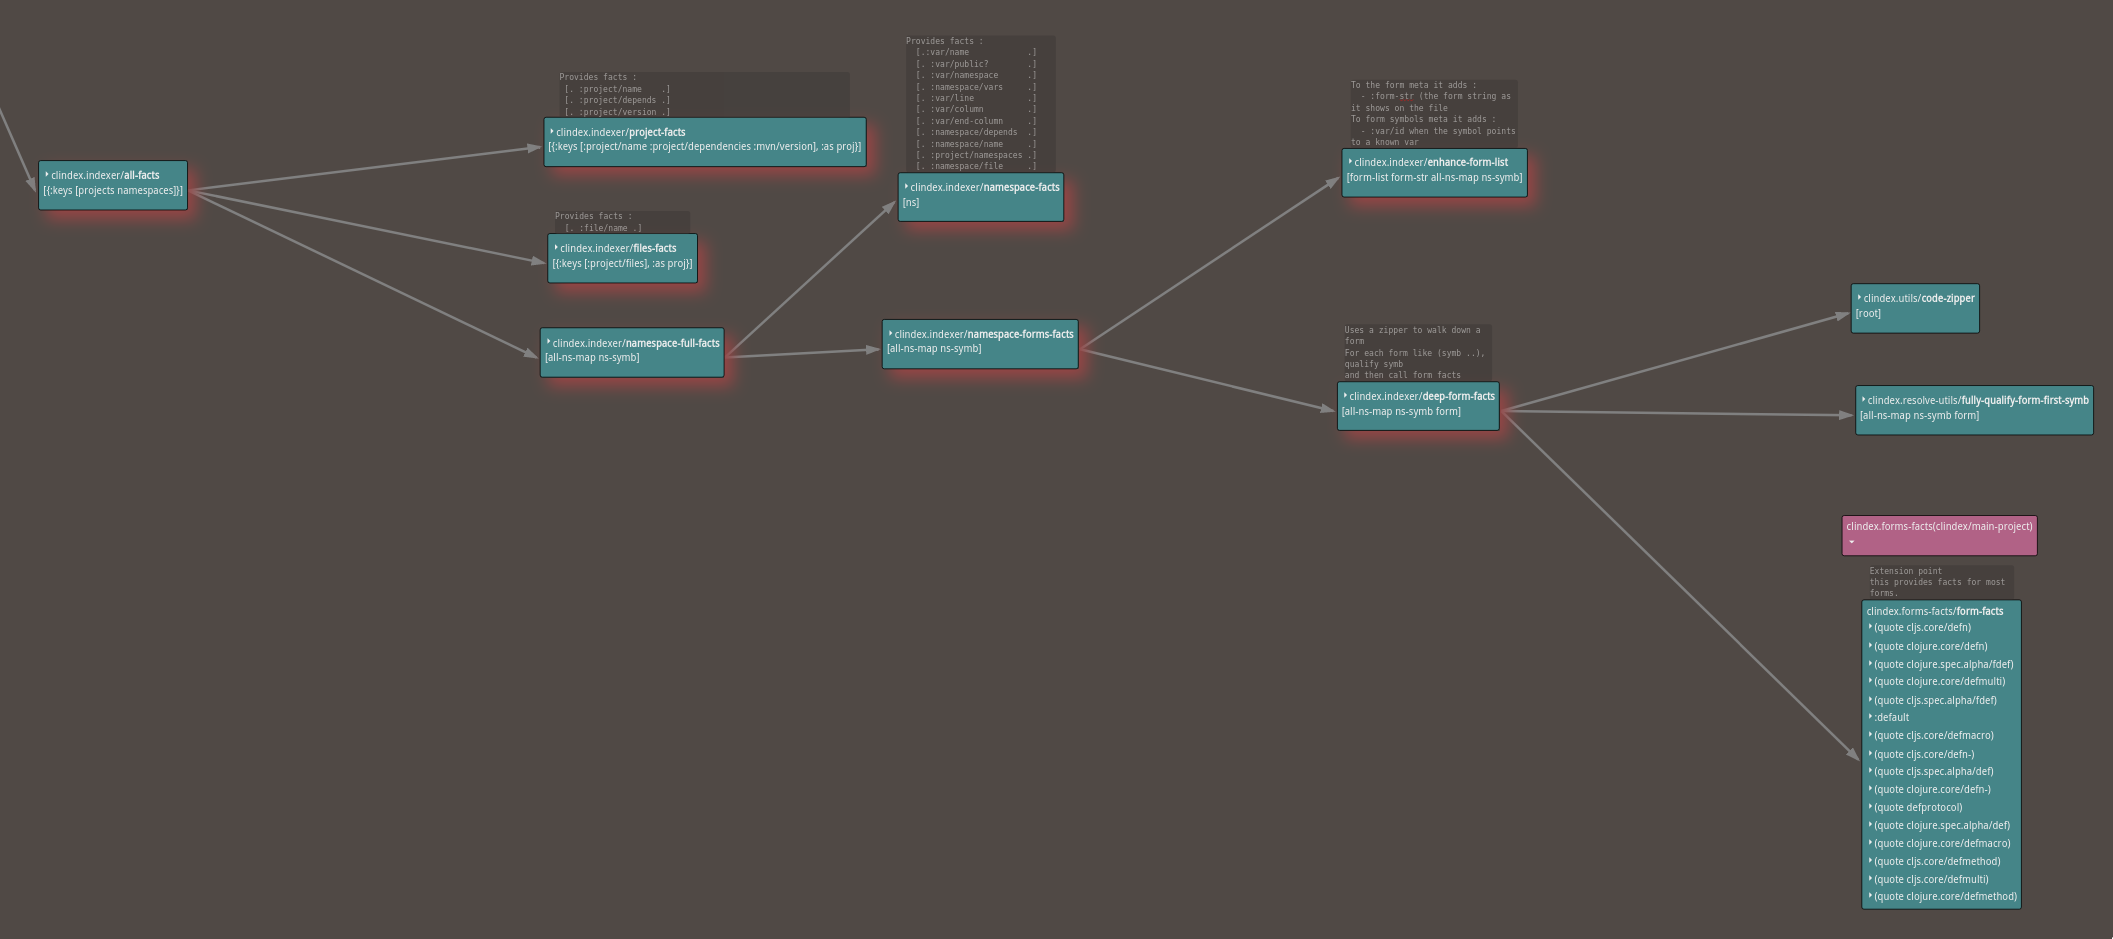 clindex.indexer/all-facts
[{:keys [projects namespaces]}]
Provides facts :
[. :project/name    .]
[. :project/depends .]
[. :project/version .]
clindex.indexer/project-facts
[{:keys [:project/name :project/dependencies :mvn/version], :as proj}]
Provides facts :
[. :file/name .]
clindex.indexer/files-facts
[{:keys [:project/files], :as proj}]
clindex.indexer/namespace-full-facts
[all-ns-map ns-symb]
Provides facts :
[.:var/name            .]
[. :var/public?        .]
[. :var/namespace      .]
[. :namespace/vars     .]
[. :var/line           .]
[. :var/column         .]
[. :var/end-column     .]
[. :namespace/depends  .]
[. :namespace/name     .]
[. :project/namespaces .]
[. :namespace/file     .]
clindex.indexer/namespace-facts
[ns]
clindex.indexer/namespace-forms-facts
[all-ns-map ns-symb]
To the form meta it adds :
- :form-str (the form string as
it shows on the file
To form symbols meta it adds :
- :var/id when the symbol points
to a known var
clindex.indexer/enhance-form-list
[form-list form-str all-ns-map ns-symb]
Uses a zipper to walk down a
form
For each form like (symb ..),
qualify symb
and then call form facts
clindex.indexer/deep-form-facts
[all-ns-map ns-symb form]
clindex.utils/code-zipper
[root]
clindex.resolve-utils/fully-qualify-form-first-symb
[all-ns-map ns-symb form]
clindex.forms-facts(clindex/main-project)
Extension point
this provides facts for most
forms.
clindex.forms-facts/form-facts
(quote cljs.core/defn)
(quote clojure.core/defn)
(quote clojure.spec.alpha/fdef)
(quote clojure.core/defmulti)
(quote cljs.spec.alpha/fdef)
:default
(quote cljs.core/defmacro)
(quote cljs.core/defn-)
(quote cljs.spec.alpha/def)
(quote clojure.core/defn-)
(quote defprotocol)
(quote clojure.spec.alpha/def)
(quote clojure.core/defmacro)
(quote cljs.core/defmethod)
(quote cljs.core/defmulti)
(quote clojure.core/defmethod)